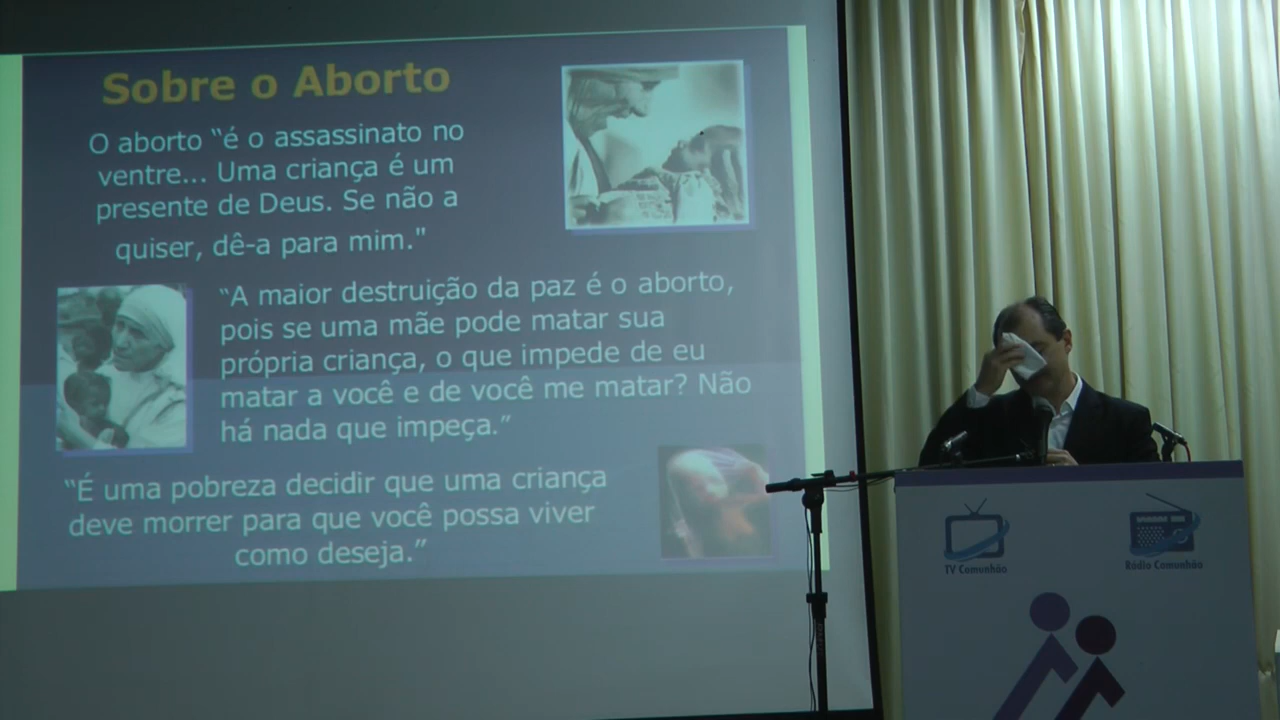 Sobre o Aborto
O aborto “é o assassinato no
ventre... Uma criança é um
presente de Deus. Se não a
quiser, dê-a para mim."
“A maior destruição da paz é o aborto,
pois se uma mãe pode matar sua
própria criança, o que impede de eu
matar a você e de você me matar? Não
há nada que impeça.”
“É uma pobreza decidir que uma criança
deve morrer para que você possa viver
como deseja.”
TV Comunhão
Rádio Comunhão